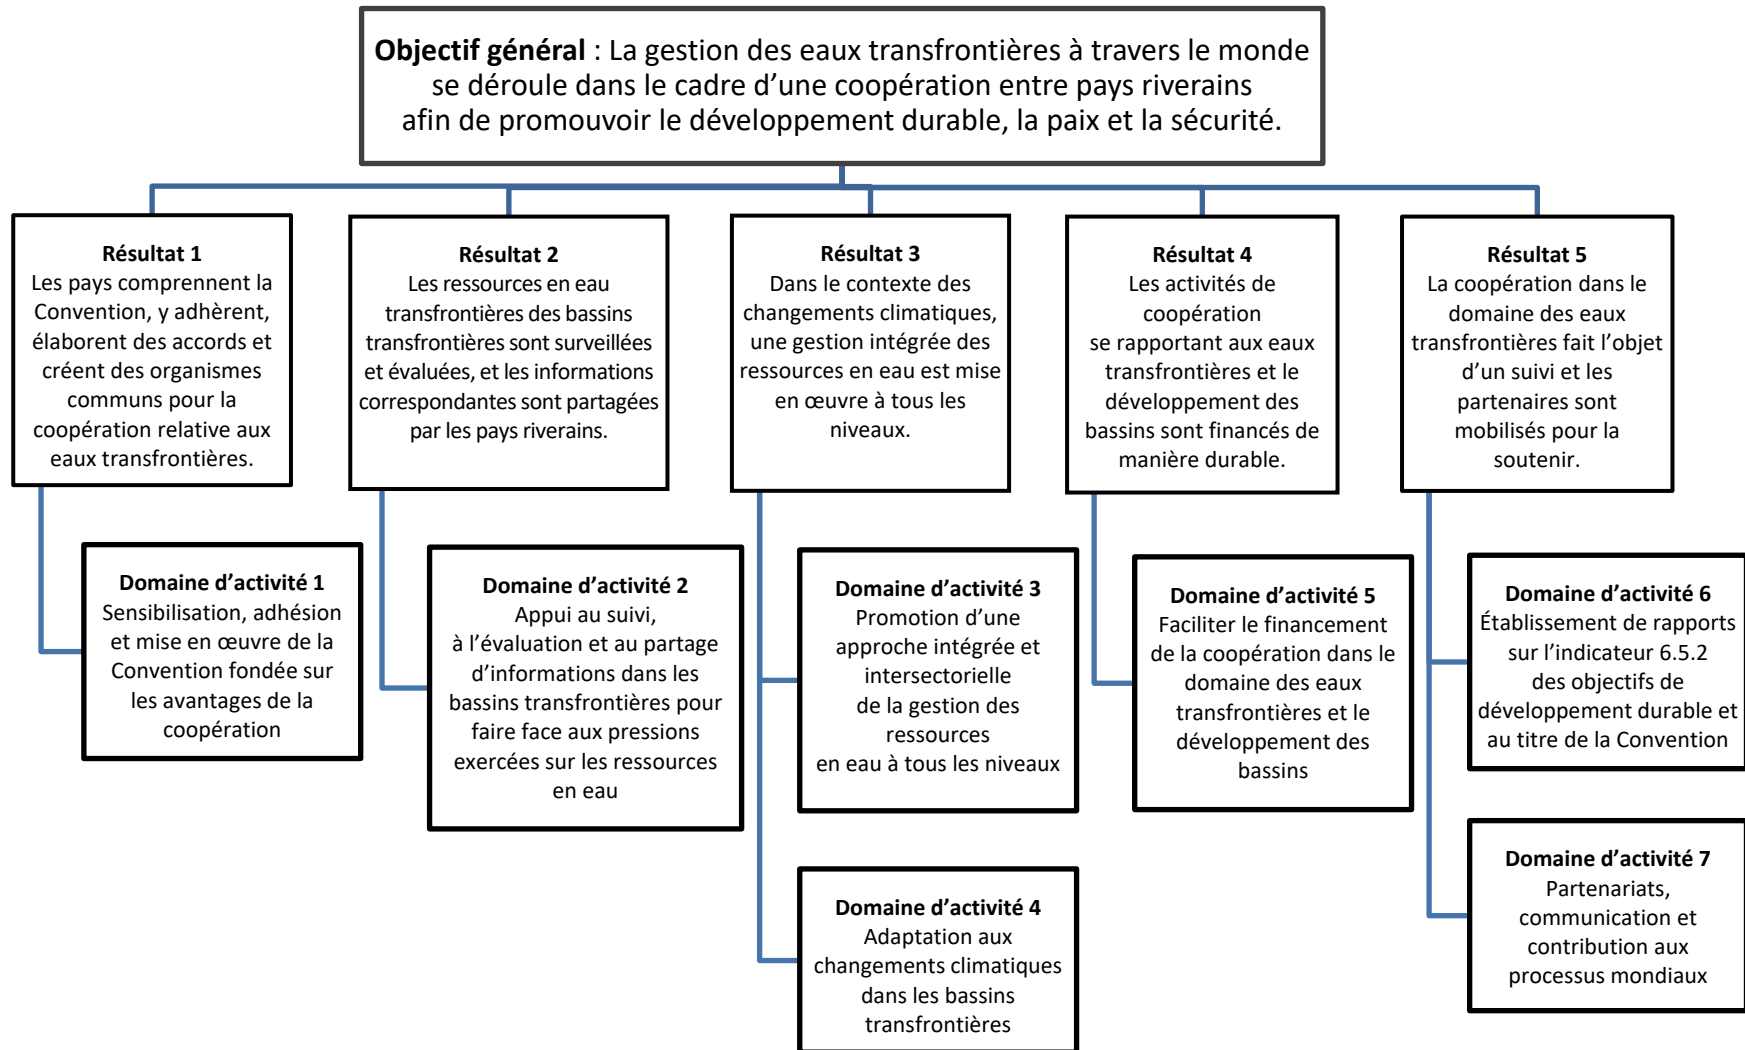 Objectif général : La gestion des eaux transfrontières à travers le monde
se déroule dans le cadre d’une coopération entre pays riverains
afin de promouvoir le développement durable, la paix et la sécurité.
Résultat 1
Les pays comprennent la
Convention, y adhèrent,
élaborent des accords et
créent des organismes
communs pour la
coopération relative aux
eaux transfrontières.
Résultat 2
Les ressources en eau
transfrontières des bassins
transfrontières sont surveillées
et évaluées, et les informations
correspondantes sont partagées
par les pays riverains.
Résultat 3
Dans le contexte des
changements climatiques,
une gestion intégrée des
ressources en eau est mise
en œuvre à tous les
niveaux.
Résultat 4
Les activités de
coopération
se rapportant aux eaux
transfrontières et le
développement des
bassins sont financés de
manière durable.
Résultat 5
La coopération dans le
domaine des eaux
transfrontières fait l’objet
d’un suivi et les
partenaires sont
mobilisés pour la
soutenir.
Domaine d’activité 1
Sensibilisation, adhésion
et mise en œuvre de la
Convention fondée sur
les avantages de la
coopération
Domaine d’activité 2
Appui au suivi,
à l’évaluation et au partage
d’informations dans les
bassins transfrontières pour
faire face aux pressions
exercées sur les ressources
en eau
Domaine d’activité 3
Promotion d’une
approche intégrée et
intersectorielle
de la gestion des
ressources
en eau à tous les niveaux
Domaine d’activité 4
Adaptation aux
changements climatiques
dans les bassins
transfrontières
Domaine d’activité 5
Faciliter le financement
de la coopération dans le
domaine des eaux
transfrontières et le
développement des
bassins
Domaine d’activité 6
Établissement de rapports
sur l’indicateur 6.5.2
des objectifs de
développement durable et
au titre de la Convention
Domaine d’activité 7
Partenariats,
communication et
contribution aux
processus mondiaux